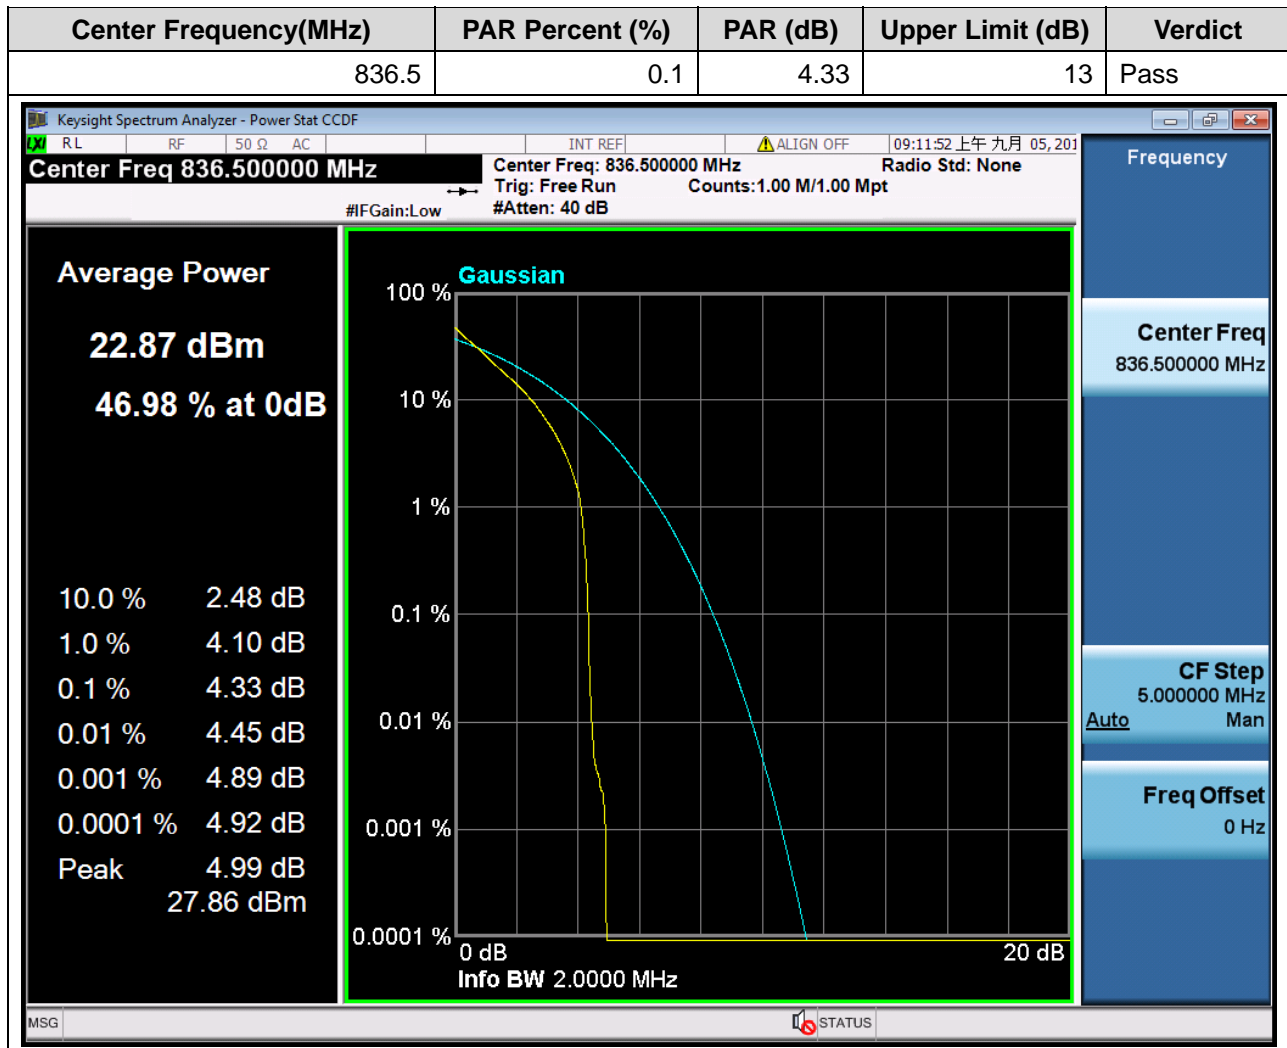 Center Frequency(MHz) PAR Percent (%) PAR (dB) Upper Limit (dB) Verdict
836.5 0.1 4.33 13 Pass
Keysight Spectrum Analyzer - Power Stat CCDF
LXI RL RF 50 Ω AC INT REF ALIGN OFF 09:11:52 上午 九月 05, 201
Center Freq 836.500000 MHz
Center Freq: 836.500000 MHz Radio Std: None
Trig: Free Run Counts:1.00 M/1.00 Mpt
#IFGain:Low #Atten: 40 dB
Average Power
22.87 dBm
46.98 % at 0dB
10.0 % 2.48 dB
1.0 % 4.10 dB
0.1 % 4.33 dB
0.01 % 4.45 dB
0.001 % 4.89 dB
0.0001 % 4.92 dB
Peak 4.99 dB
27.86 dBm
Gaussian
100 %
10 %
1 %
0.1 %
0.01 %
0.001 %
0.0001 %
0 dB 20 dB
Info BW 2.0000 MHz
Frequency
Center Freq
836.500000 MHz
CF Step
5.000000 MHz
Auto Man
Freq Offset
0 Hz
MSG STATUS